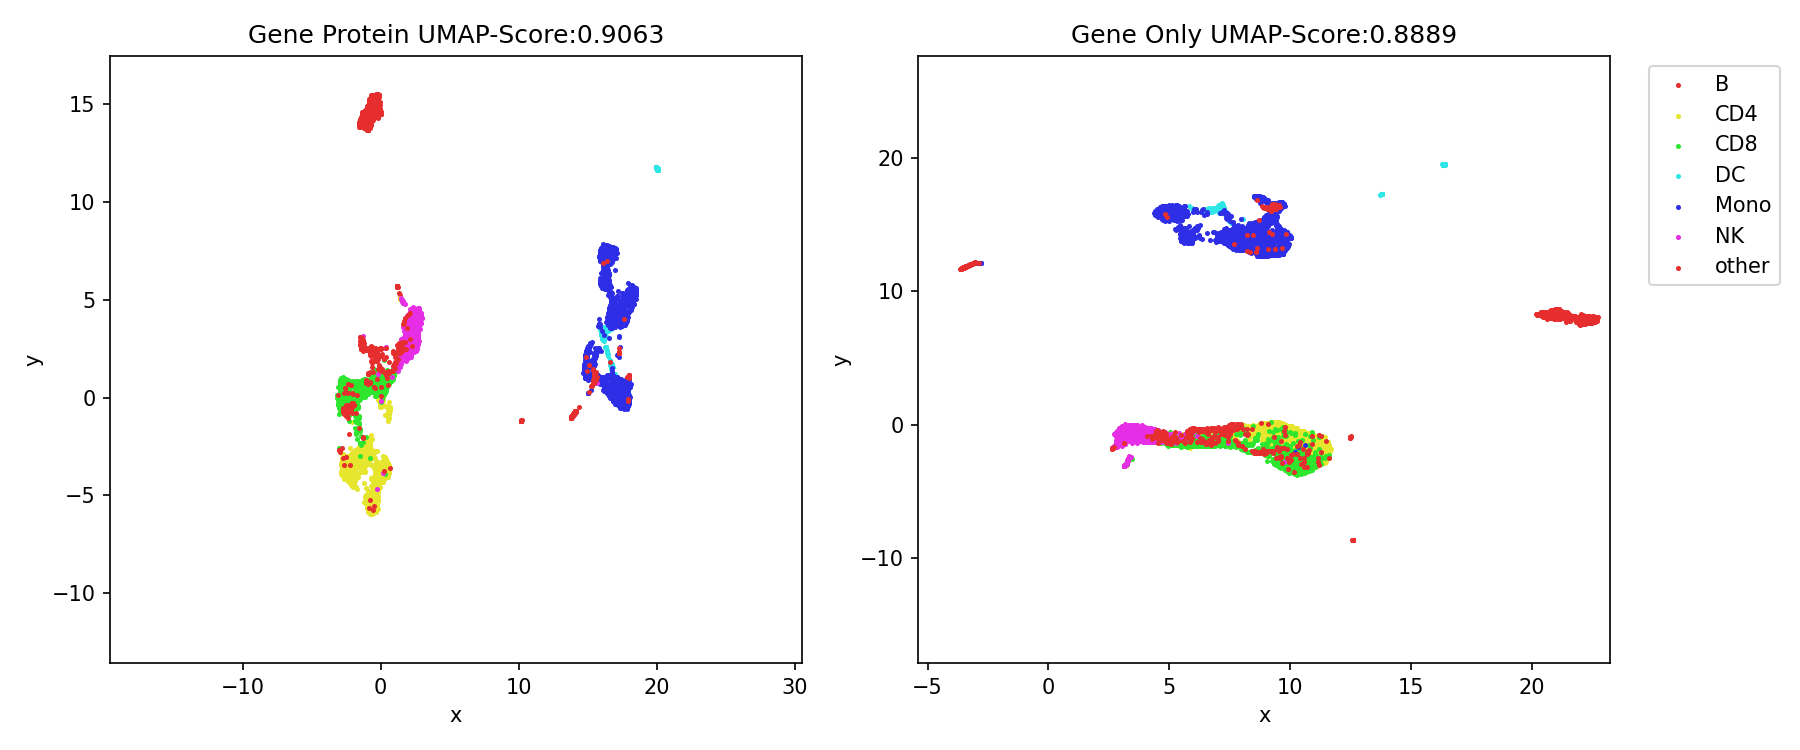 Gene Protein UMAP-Score:0.9063
15
10
5
0
−5
−10
y
−10
0
10
20
30
x
Gene Only UMAP-Score:0.8889
20
10
0
−10
y
−5
0
5
10
15
20
x
B
CD4
CD8
DC
Mono
NK
other